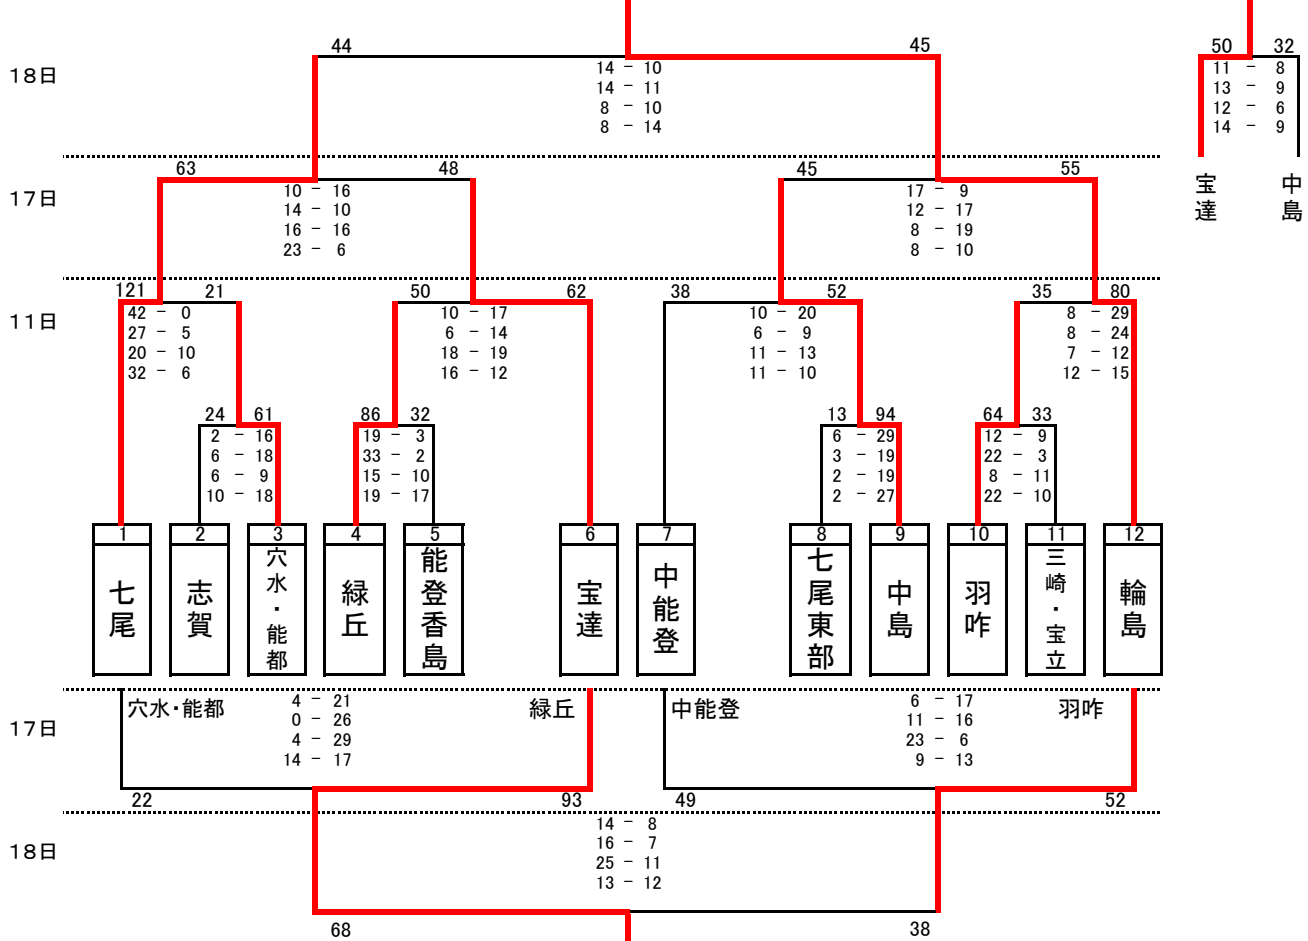 44 45 50 32
18日
14 - 10 11 - 8
14 - 11 13 - 9
8 - 10 12 - 6
8 - 14 14 - 9
宝達 中島
63 48 45 55
17日
10 - 16 17 - 9
14 - 10 12 - 17
16 - 16 8 - 19
23 - 6 8 - 10
121 21 50 62 38 52 35 80
11日
42 - 0 10 - 17 10 - 20 8 - 29
27 - 5 6 - 14 6 - 9 8 - 24
20 - 10 18 - 19 11 - 13 7 - 12
32 - 6 16 - 12 11 - 10 12 - 15
24 61 86 32 13 94 64 33
2 - 16 19 - 3 6 - 29 12 - 9
6 - 18 33 - 2 3 - 19 22 - 3
6 - 9 15 - 10 2 - 19 8 - 11
10 - 18 19 - 17 2 - 27 22 - 10
1 2 3 4 5 6 7 8 9 10 11 12
七尾
志賀
穴水・能都
緑丘
能登香島
宝達
中能登
七尾東部
中島
羽咋
三崎・宝立
輪島
穴水・能都 緑丘 中能登 羽咋
17日
4 - 21 6 - 17
0 - 26 11 - 16
4 - 29 23 - 6
14 - 17 9 - 13
22 93 49 52
18日
14 - 8
16 - 7
25 - 11
13 - 12
68 38